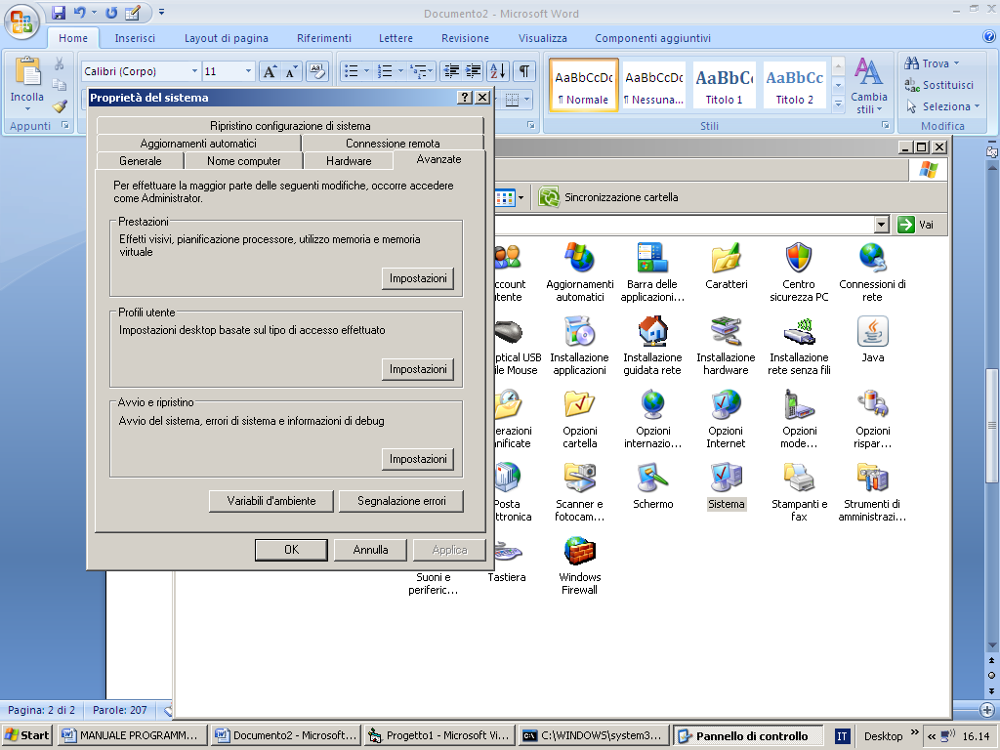 Documento2 - Microsoft Word
Home
Inserisci
Layout di pagina
Riferimenti
Lettere
Revisione
Visualizza
Componenti aggiuntivi
Incolla
Appunti
Calibri (Corpo)
11
AaBbCcDc
¶ Normale
AaBbCcDc
¶ Nessuna...
AaBbC
Titolo 1
AaBbCc
Titolo 2
Stili
Cambia
stili
Trova
Sostituisci
Seleziona
Modifica
Proprietà del sistema
Ripristino configurazione di sistema
Aggiornamenti automatici
Connessione remota
Generale
Nome computer
Hardware
Avanzate
Per effettuare la maggior parte delle seguenti modifiche, occorre accedere
come Administrator.
Prestazioni
Effetti visivi, pianificazione processore, utilizzo memoria e memoria
virtuale
Impostazioni
Profili utente
Impostazioni desktop basate sul tipo di accesso effettuato
Impostazioni
Avvio e ripristino
Avvio del sistema, errori di sistema e informazioni di debug
Impostazioni
Variabili d'ambiente
Segnalazione errori
OK
Annulla
Applica
Sincronizzazione cartella
Vai
ccount
utente
Aggiornamenti
automatici
Barra delle
applicazioni...
Caratteri
Centro
sicurezza PC
Connessioni di
rete
ptical USB
ile Mouse
Installazione
applicazioni
Installazione
guidata rete
Installazione
hardware
Installazione
rete senza fili
Java
erazioni
nificate
Opzioni
cartella
Opzioni
internazio...
Opzioni
Internet
Opzioni
mode...
Opzioni
rispar...
Posta
ettronica
Scanner e
fotocam...
Schermo
Sistema
Stampanti e
fax
Strumenti di
amministrazi...
Suoni e
periferic...
Tastiera
Windows
Firewall
Pagina: 2 di 2
Parole: 207
Start
MANUALE PROGRAMM...
Documento2 - Microsoft...
Progetto1 - Microsoft Vi...
C:\WINDOWS\system3...
Pannello di controllo
IT
Desktop
16.14